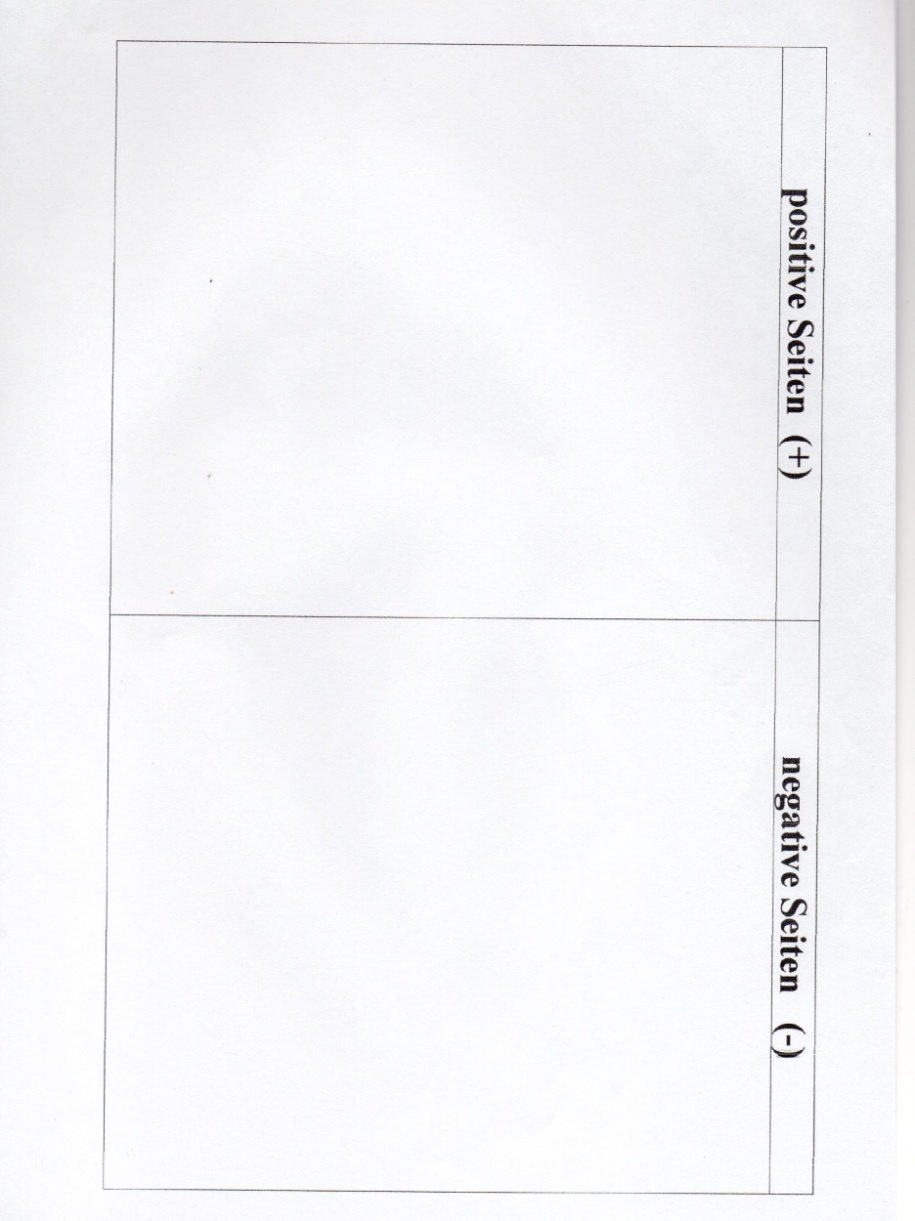 positive Seiten (+)
negative Seiten (-)